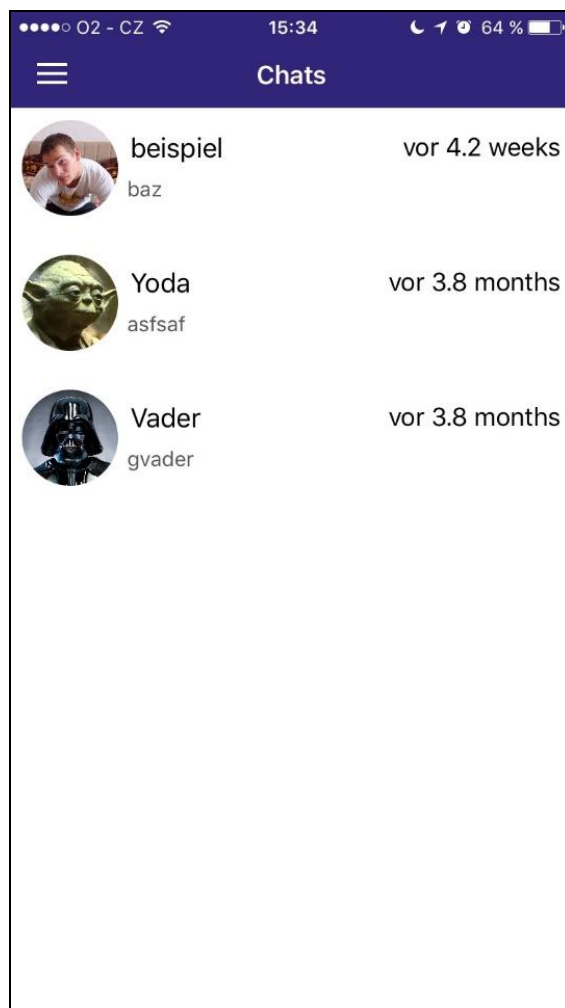 O2 - CZ 15:34 64 %
Chats
beispiel vor 4.2 weeks
baz
Yoda vor 3.8 months
asfsaf
Vader vor 3.8 months
gvader